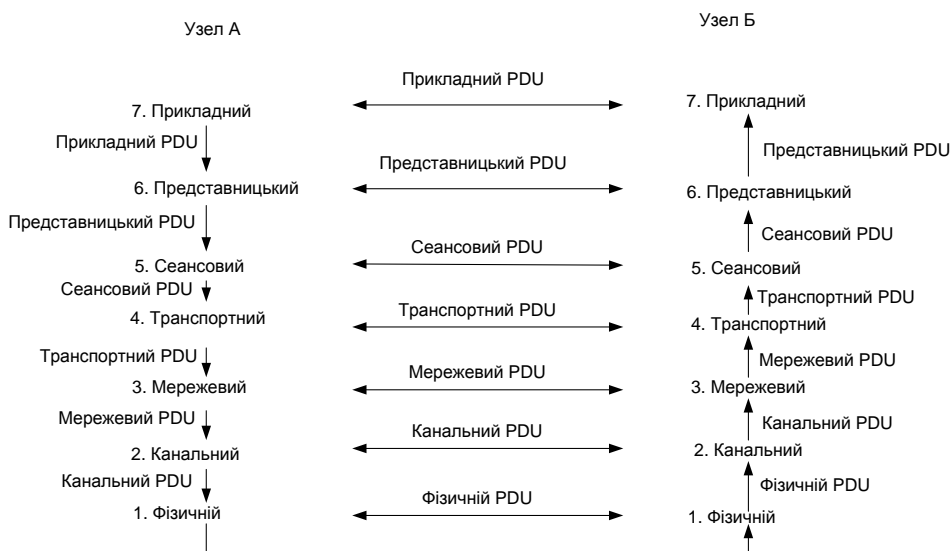 Узел А
Узел Б
Прикладний PDU
7. Прикладний
7. Прикладний
Прикладний PDU
Представницький PDU
Представницький PDU
6. Представницький
6. Представницький
Представницький PDU
Сеансовий PDU
Сеансовий PDU
5. Сеансовий
5. Сеансовий
Сеансовий PDU
Транспортний PDU
Транспортний PDU
4. Транспортний
4. Транспортний
Транспортний PDU
Мережевий PDU
Мережевий PDU
3. Мережевий
3. Мережевий
Мережевий PDU
Канальний PDU
Канальний PDU
2. Канальний
2. Канальний
Канальний PDU
Фізичній PDU
Фізичній PDU
1. Фізичній
1. Фізичній